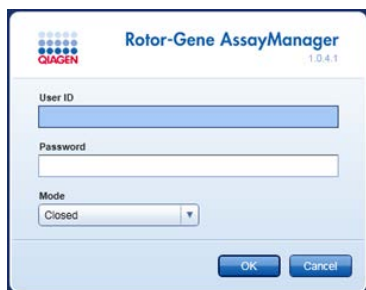 Rotor-Gene AssayManager
1.0.4.1
QIAGEN
User ID
Password
Mode
Closed
OK
Cancel